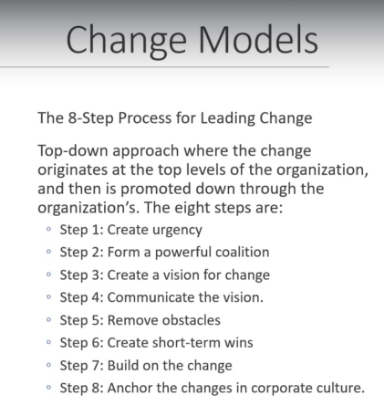 Change Models
The 8-Step Process for Leading Change
Top-down approach where the change
originates at the top levels of the organization,
and then is promoted down through the
organization's. The eight steps are:
Step 1: Create urgency
Step 2: Form a powerful coalition
Step 3: Create a vision for change
Step 4: Communicate the vision.
Step 5: Remove obstacles
Step 6: Create short-term wins
Step 7: Build on the change
Step 8: Anchor the changes in corporate culture.